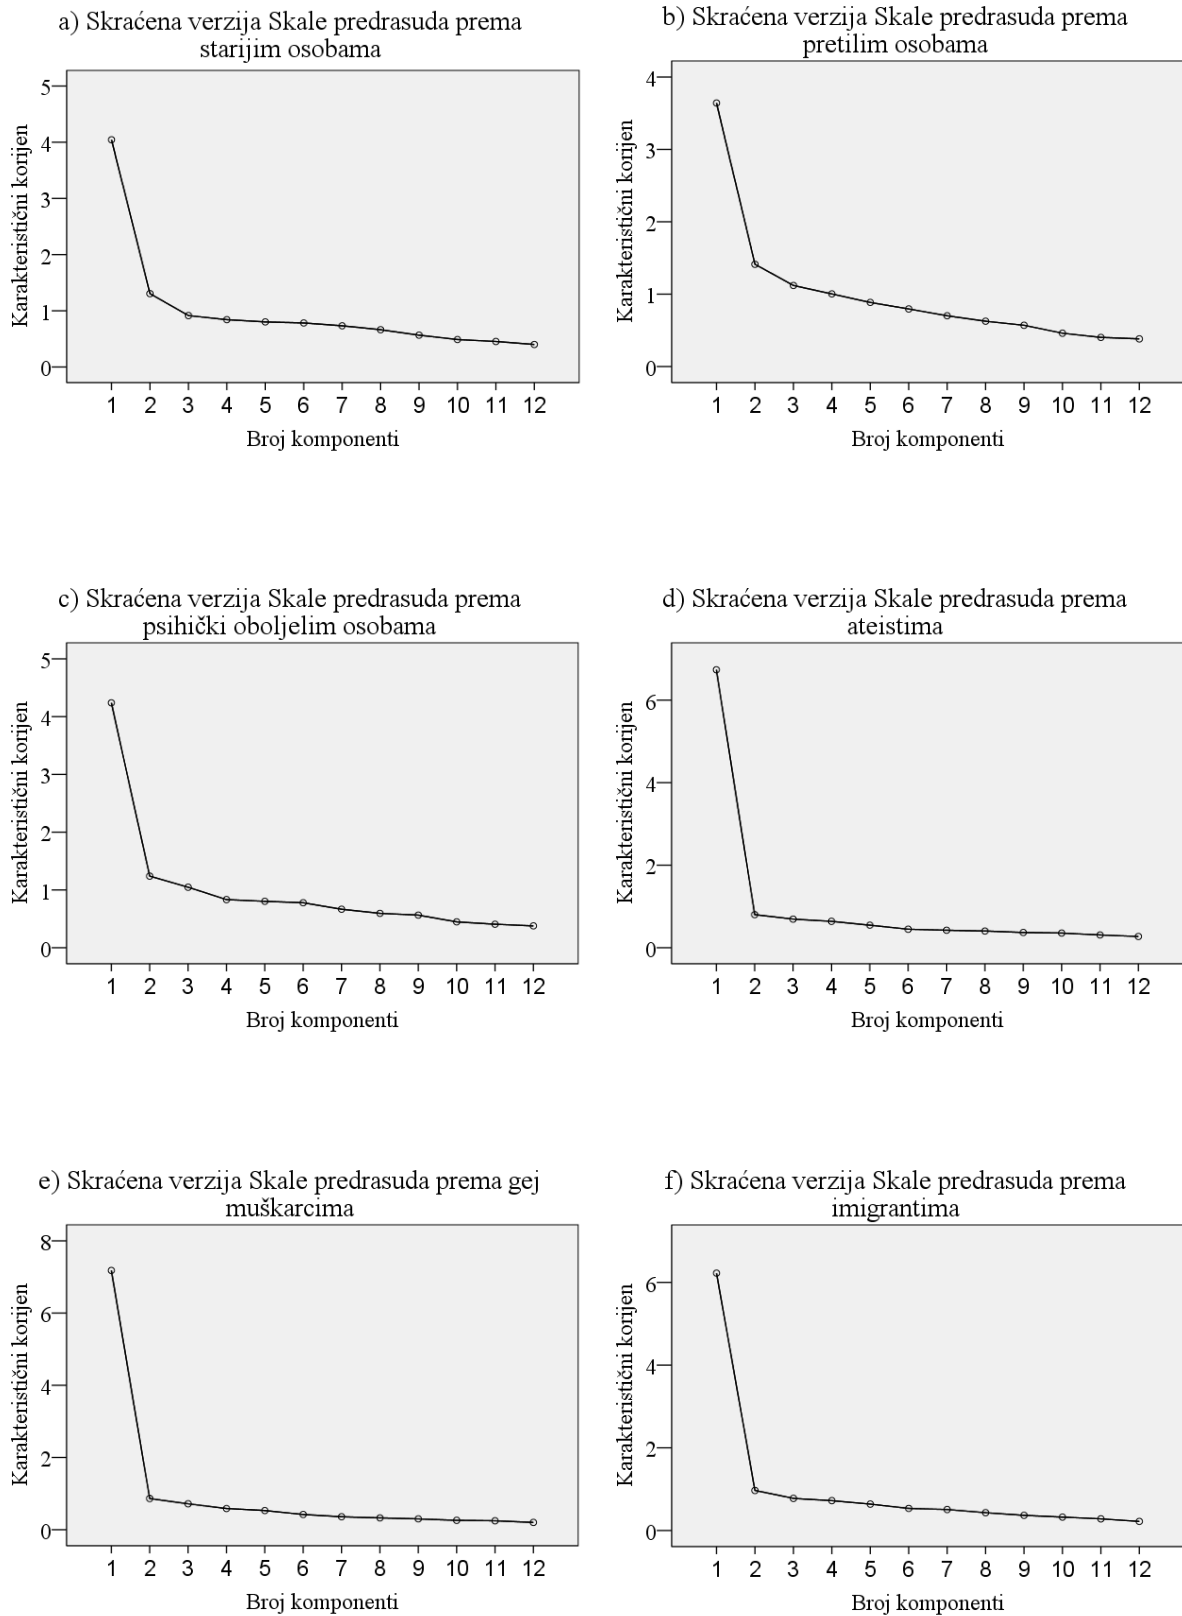 a) Skraćena verzija Skale predrasuda prema
starijim osobama
Karakteristični korijen
5
4
3
2
1
0
1 2 3 4 5 6 7 8 9 10 11 12
Broj komponenti
b) Skraćena verzija Skale predrasuda prema
pretilim osobama
Karakteristični korijen
4
3
2
1
0
1 2 3 4 5 6 7 8 9 10 11 12
Broj komponenti
c) Skraćena verzija Skale predrasuda prema
psihički oboljelim osobama
Karakteristični korijen
5
4
3
2
1
0
1 2 3 4 5 6 7 8 9 10 11 12
Broj komponenti
d) Skraćena verzija Skale predrasuda prema
ateistima
Karakteristični korijen
6
4
2
0
1 2 3 4 5 6 7 8 9 10 11 12
Broj komponenti
e) Skraćena verzija Skale predrasuda prema gej
muškarcima
Karakteristični korijen
8
6
4
2
0
1 2 3 4 5 6 7 8 9 10 11 12
Broj komponenti
f) Skraćena verzija Skale predrasuda prema
imigrantima
Karakteristični korijen
6
4
2
0
1 2 3 4 5 6 7 8 9 10 11 12
Broj komponenti